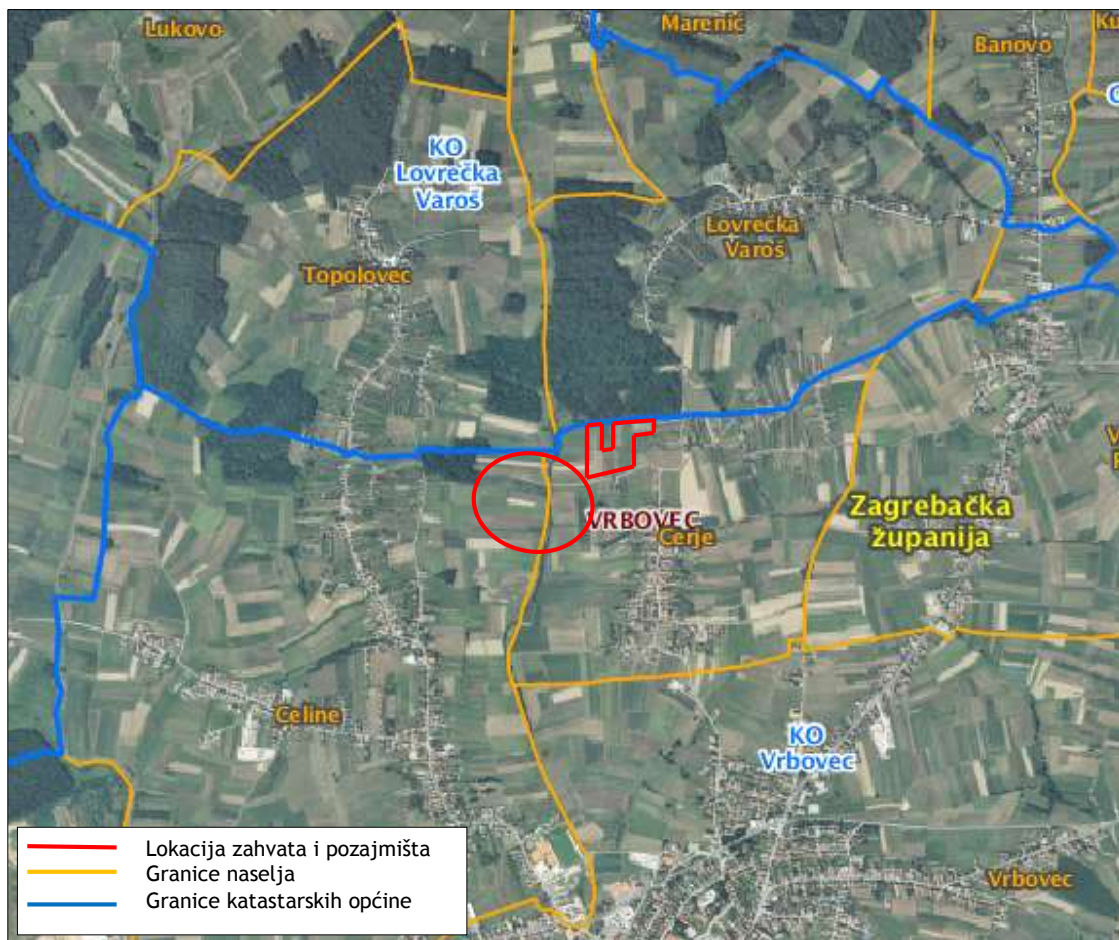 Lukovo
Marenić
Ku
Banovo
KO
Lovrečka
Varoš
Topolovec
Lovrečka
Varoš
VRBOVEC
Cerje
Zagrebačka
županija
Celine
KO
Vrbovec
Vrbovec
Lokacija zahvata i pozajmišta
Granice naselja
Granice katastarskih općine